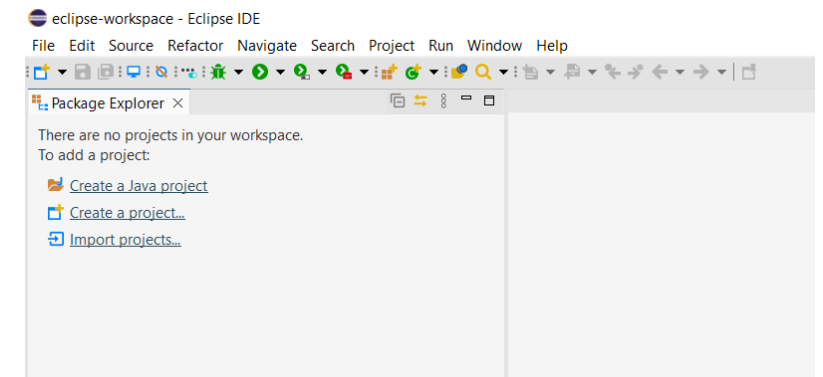 eclipse-workspace - Eclipse IDE
File Edit Source Refactor Navigate Search Project Run Window Help
Package Explorer
There are no projects in your workspace.
To add a project:
Create a Java project
Create a project...
Import projects...